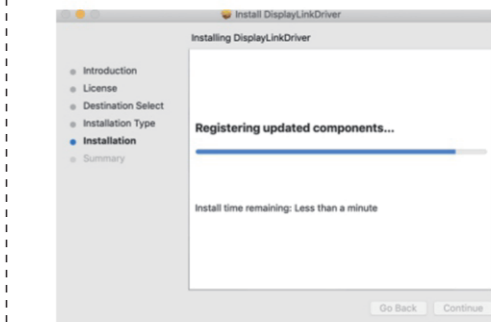 Install DisplayLinkDriver
Installing DisplayLinkDriver
Introduction
License
Destination Select
Installation Type
Installation
Summary
Registering updated components...
Install time remaining: Less than a minute
Go Back
Continue